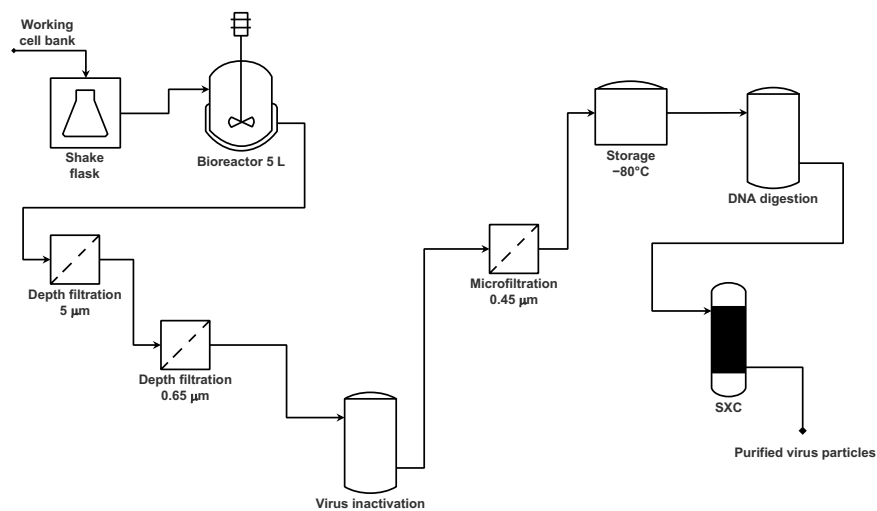 Working
cell bank
Shake
flask
Bioreactor 5 L
Depth filtration
5 μm
Depth filtration
0.65 μm
Virus inactivation
Microfiltration
0.45 μm
Storage
−80°C
DNA digestion
SXC
Purified virus particles